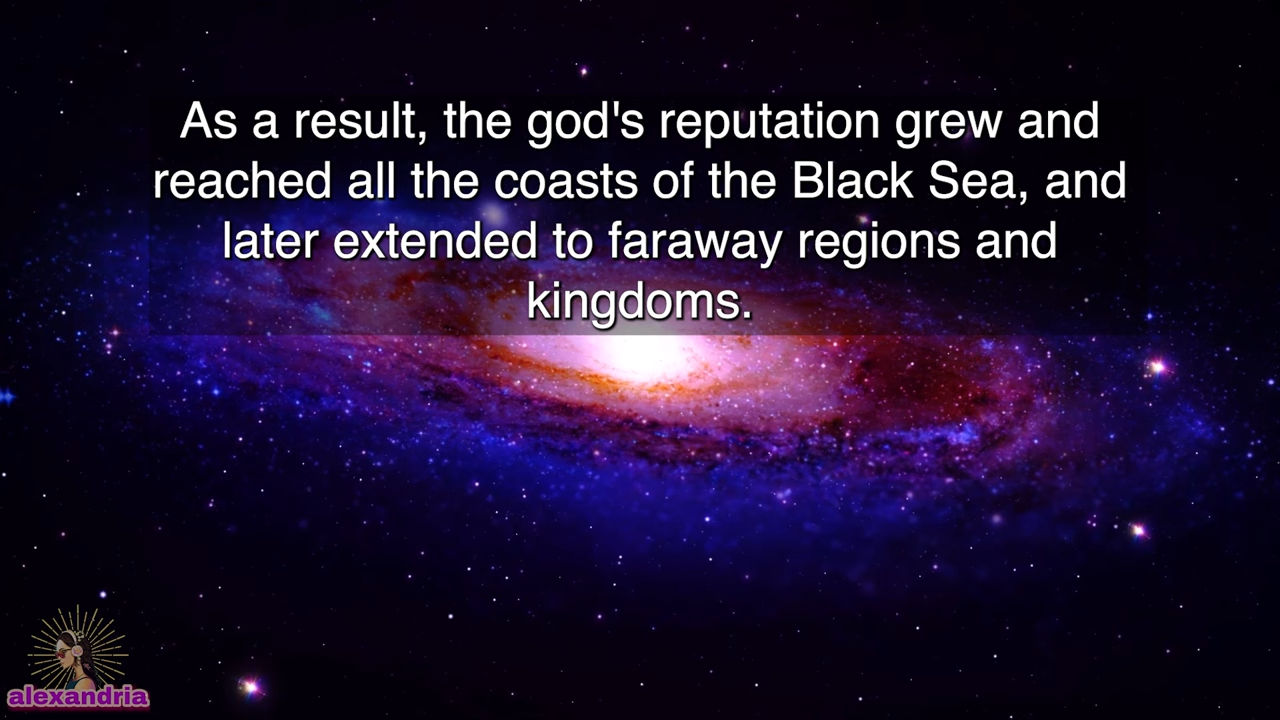 As a result, the god's reputation grew and
reached all the coasts of the Black Sea, and
later extended to faraway regions and
kingdoms.
alexandria